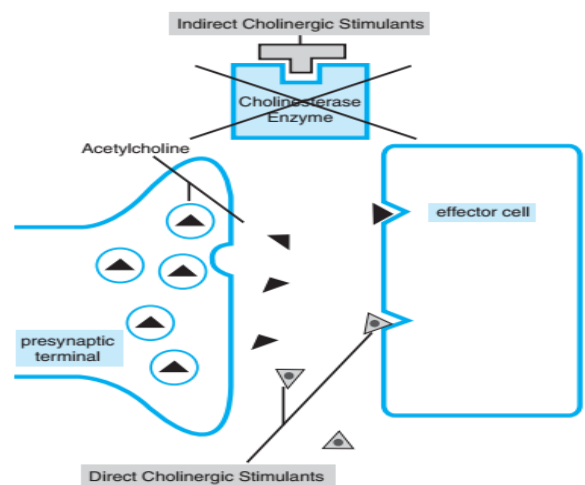 Indirect Cholinergic Stimulants
Cholinesterase
Enzyme
Acetylcholine
effector cell
presynaptic
terminal
Direct Cholinergic Stimulants